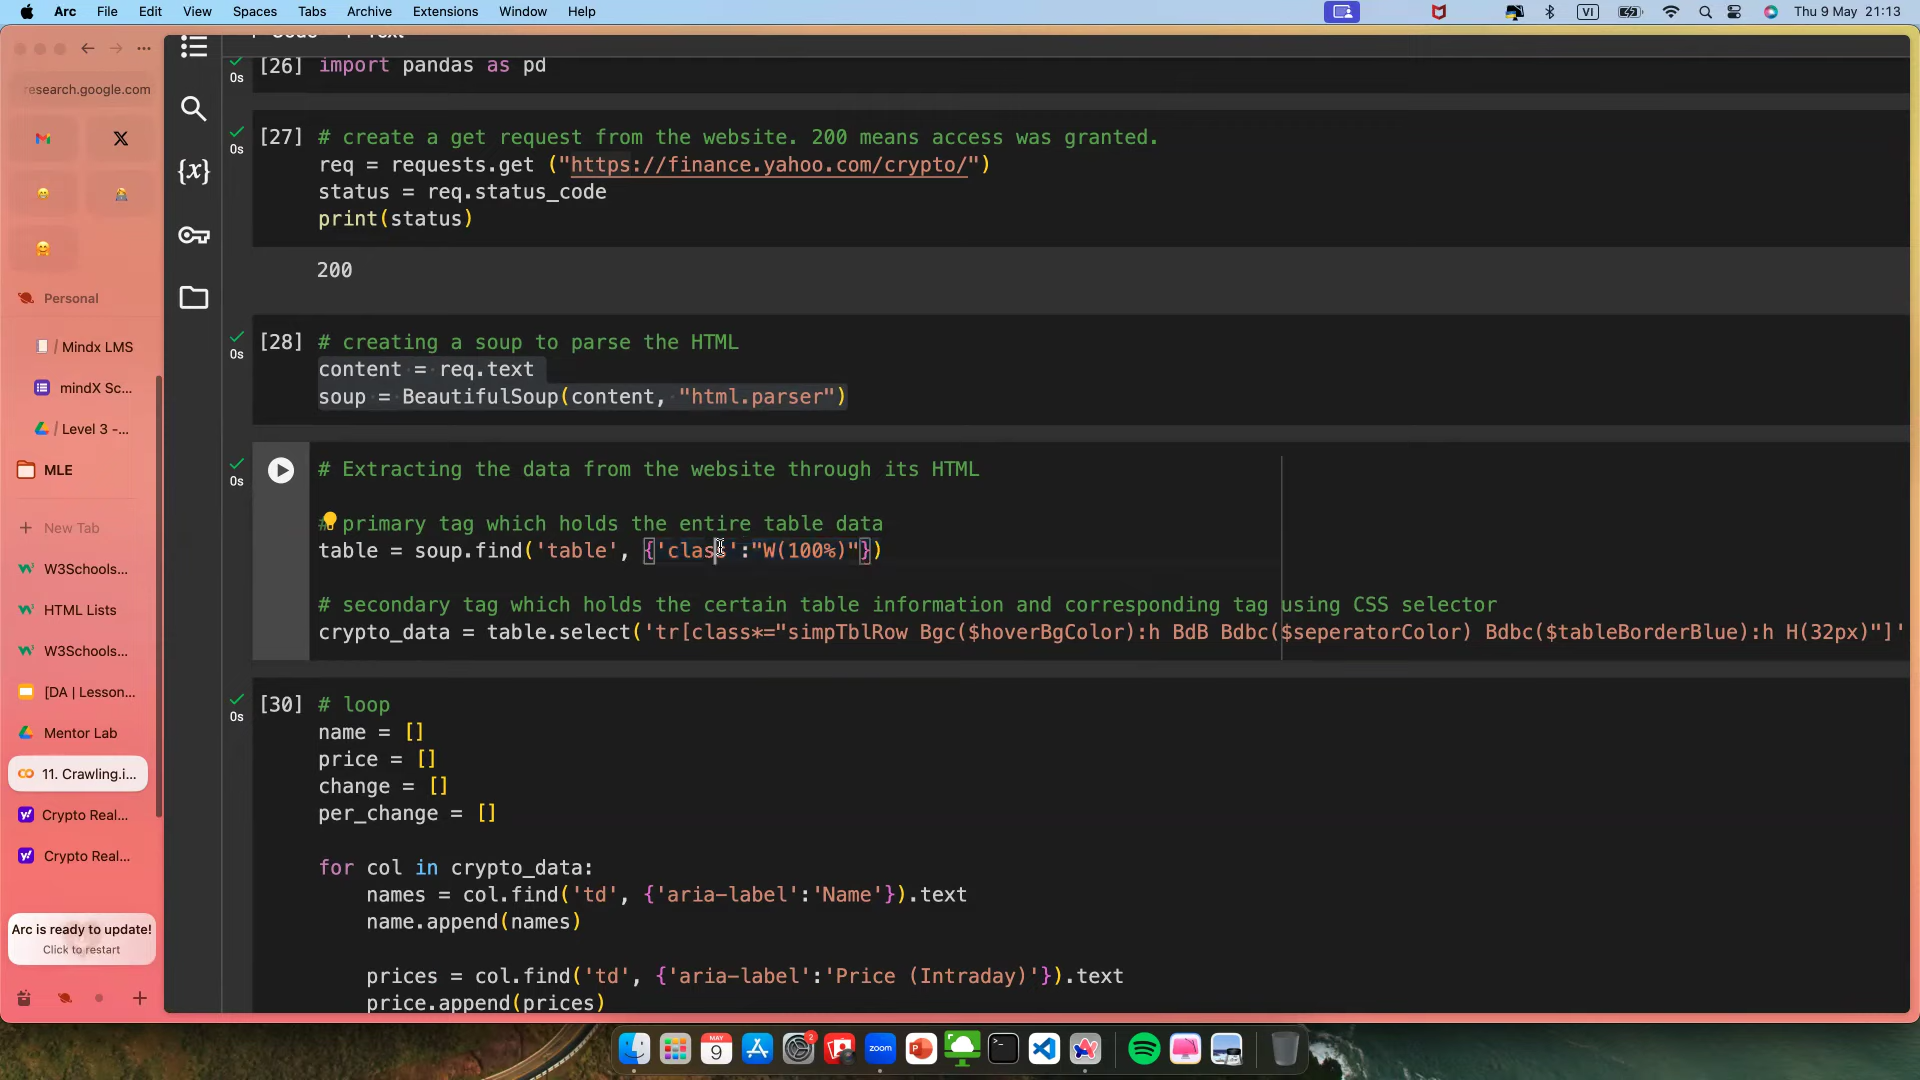 Arc File Edit View Spaces Tabs Archive Extensions Window Help VI Thu 9 May 21:13
research.google.com
Personal
/ Mindx LMS
mindX Sc...
/ Level 3 -...
MLE
+ New Tab
W3Schools...
HTML Lists
W3Schools...
[DA | Lesson...
Mentor Lab
11. Crawling.i...
Crypto Real...
Crypto Real...
Arc is ready to update!
Click to restart
{x}
0s [26] import pandas as pd
[27] # create a get request from the website. 200 means access was granted.
0s
req = requests.get ("https://finance.yahoo.com/crypto/")
status = req.status_code
print(status)
200
[28] # creating a soup to parse the HTML
0s
content = req.text
soup = BeautifulSoup(content, "html.parser")
# Extracting the data from the website through its HTML
0s
# primary tag which holds the entire table data
table = soup.find('table', {'class':"W(100%)"})
# secondary tag which holds the certain table information and corresponding tag using CSS selector
crypto_data = table.select('tr[class*="simpTblRow Bgc($hoverBgColor):h BdB Bdbc($seperatorColor) Bdbc($tableBorderBlue):h H(32px)"]'
[30] # loop
0s
name = []
price = []
change = []
per_change = []
for col in crypto_data:
names = col.find('td', {'aria-label':'Name'}).text
name.append(names)
prices = col.find('td', {'aria-label':'Price (Intraday)'}).text
price.append(prices)
MAY
9
2
zoom